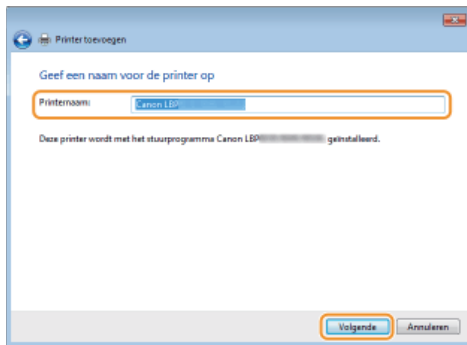 Printer toevoegen
Geef een naam voor de printer op
Printernaam: Canon LBP
Deze printer wordt met het stuurprogramma Canon LBP geïnstalleerd.
Volgende Annuleren